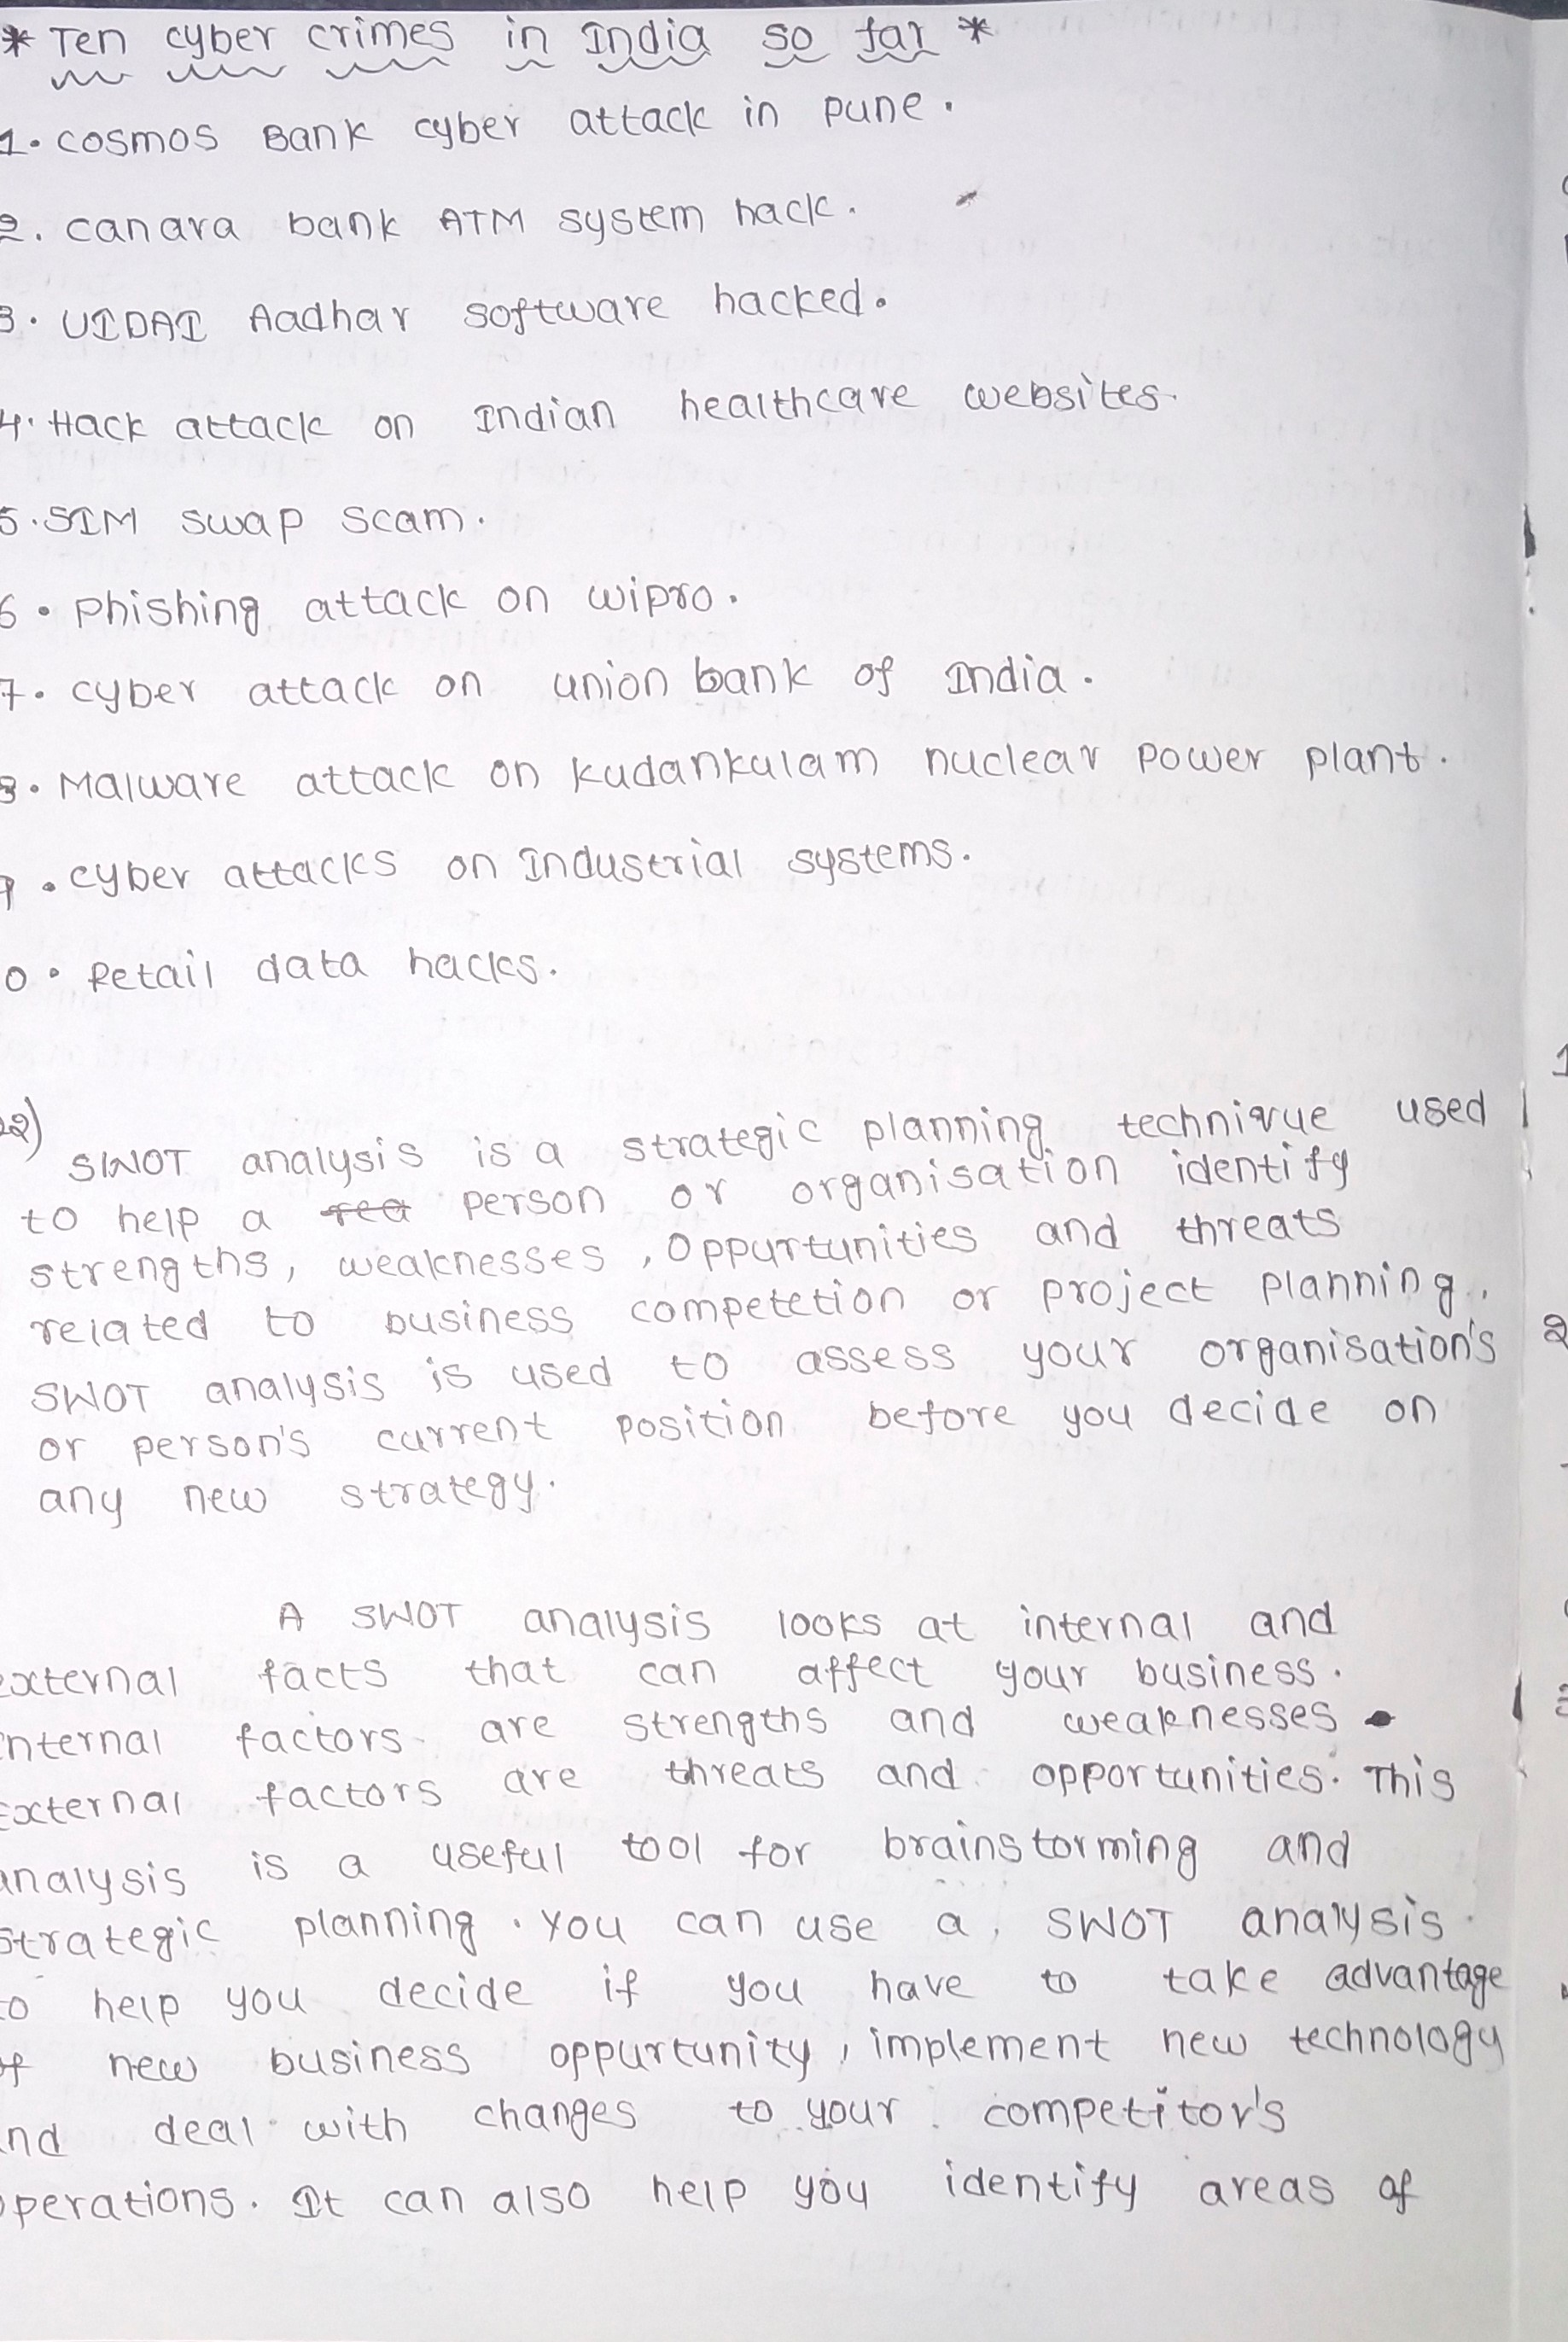 * Ten cyber crimes in India so far *
1. cosmos Bank cyber attack in pune.
2. canara bank ATM system hack.
3. UIDAI Aadhar software hacked.
4. Hack attack on Indian healthcare websites.
5. SIM swap scam.
6. Phishing attack on wipro.
7. cyber attack on union bank of India.
8. Malware attack on kudankulam nuclear power plant.
9. cyber attacks on Industrial systems.
0. Retail data hacks.
22)
SWOT analysis is a strategic planning technique used
to help a person or organisation identify
strengths, weaknesses, oppurtunities and threats
related to business competetion or project planning.
SWOT analysis is used to assess your organisation's
or person's current position before you decide on
any new strategy.
A SWOT analysis looks at internal and
external facts that can affect your business.
internal factors are strengths and weaknesses.
External factors are threats and opportunities. This
analysis is a useful tool for brainstorming and
strategic planning. You can use a SWOT analysis
to help you decide if you have to take advantage
of new business oppurtunity, implement new technology
and deal with changes to your competitor's
operations. It can also help you identify areas of